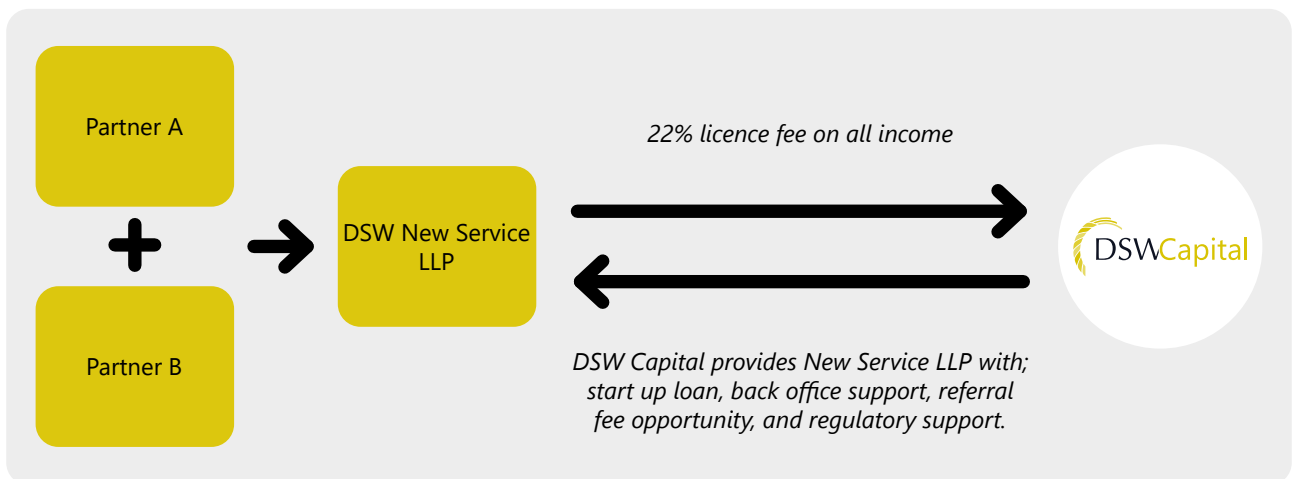 Partner A
22% licence fee on all income
DSW New Service
LLP
DSWCapital
Partner B
DSW Capital provides New Service LLP with;
start up loan, back office support, referral
fee opportunity, and regulatory support.